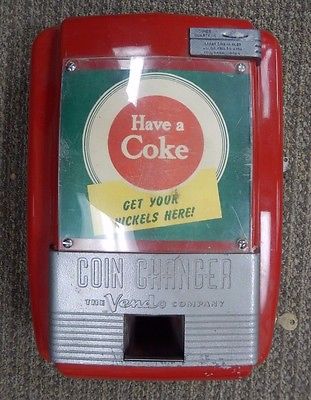 Have a
Coke
GET YOUR
NICKELS HERE!
COIN CHANGER
THE Vendo COMPANY